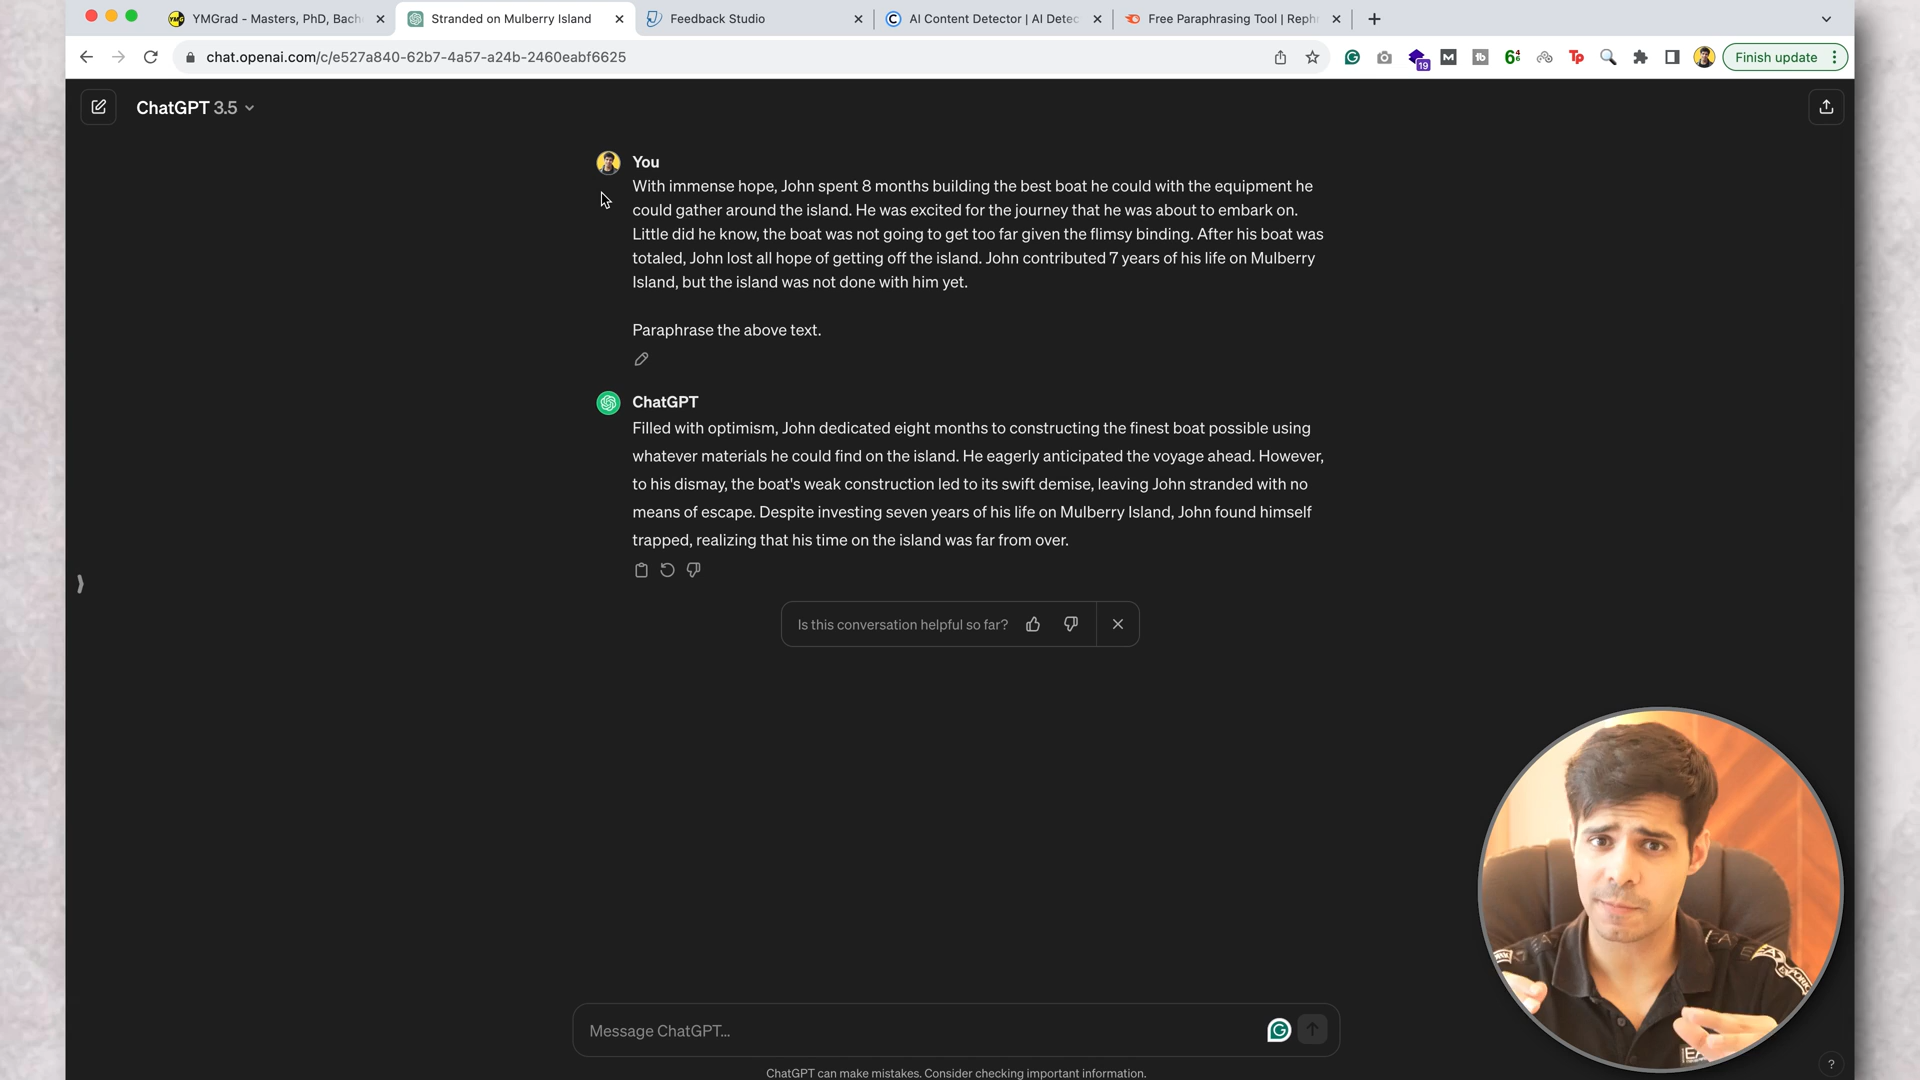 YMGrad - Masters, PhD, Bach
Stranded on Mulberry Island
Feedback Studio
AI Content Detector | AI Detec
Free Paraphrasing Tool | Rephr
chat.openai.com/c/e527a840-62b7-4a57-a24b-2460eabf6625
19
Finish update
ChatGPT 3.5
You
With immense hope, John spent 8 months building the best boat he could with the equipment he
could gather around the island. He was excited for the journey that he was about to embark on.
Little did he know, the boat was not going to get too far given the flimsy binding. After his boat was
totaled, John lost all hope of getting off the island. John contributed 7 years of his life on Mulberry
Island, but the island was not done with him yet.
Paraphrase the above text.
ChatGPT
Filled with optimism, John dedicated eight months to constructing the finest boat possible using
whatever materials he could find on the island. He eagerly anticipated the voyage ahead. However,
to his dismay, the boat's weak construction led to its swift demise, leaving John stranded with no
means of escape. Despite investing seven years of his life on Mulberry Island, John found himself
trapped, realizing that his time on the island was far from over.
Is this conversation helpful so far?
Message ChatGPT...
ChatGPT can make mistakes. Consider checking important information.
?